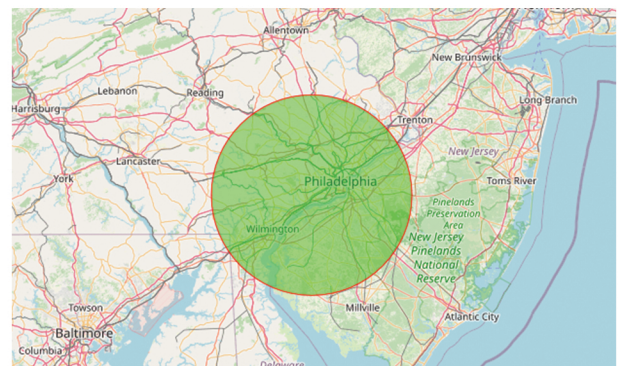 Allentown
New Brunswick
Lebanon
Reading
Harrisburg
Long Branch
Trenton
Lancaster
New Jersey
York
Philadelphia
Toms River
Pinelands
Preservation
Area
Wilmington
New Jersey
Pinelands
National
Reserve
Towson
Millville
Atlantic City
Baltimore
Columbia